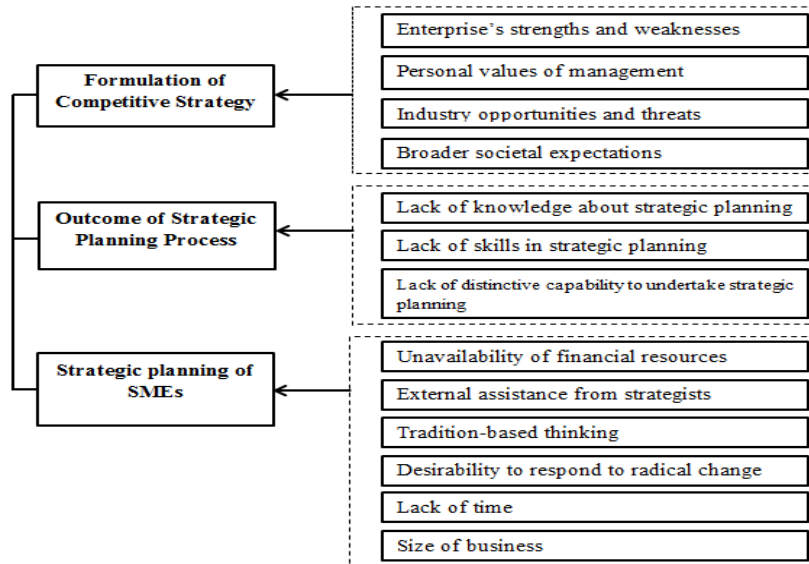 Enterprise's strengths and weaknesses
Personal values of management
Industry opportunities and threats
Broader societal expectations
Formulation of
Competitive Strategy
Lack of knowledge about strategic planning
Lack of skills in strategic planning
Lack of distinctive capability to undertake strategic
planning
Outcome of Strategic
Planning Process
Unavailability of financial resources
External assistance from strategists
Tradition-based thinking
Desirability to respond to radical change
Lack of time
Size of business
Strategic planning of
SMEs